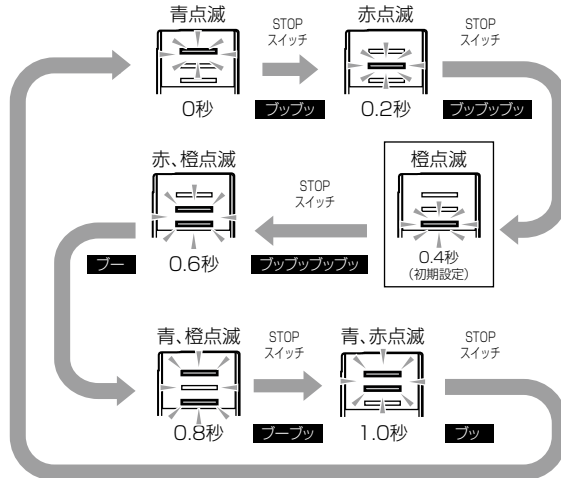 青点滅
STOP
スイッチ
赤点滅
STOP
スイッチ
0秒
ブッブッ
0.2秒
ブッブッブッ
赤、橙点滅
STOP
スイッチ
橙点滅
ブー
0.6秒
ブッブッブッブッ
0.4秒
(初期設定)
青、橙点滅
STOP
スイッチ
青、赤点滅
STOP
スイッチ
0.8秒
ブーブッ
1.0秒
ブッ